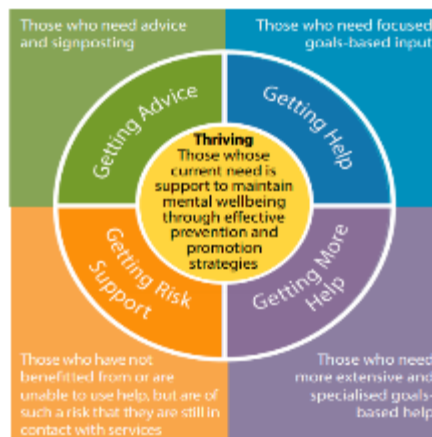 Those who need advice
and signposting
Those who need focused
goals-based input
Getting Advice
Getting Help
Thriving
Those whose
current need is
support to maintain
mental wellbeing
through effective
prevention and
promotion
strategies
Getting Risk
Support
Getting More
Help
Those who have not
benefitted from or are
unable to use help, but are of
such a risk that they are still in
contact with services
Those who need
more extensive and
specialised goals-
based help